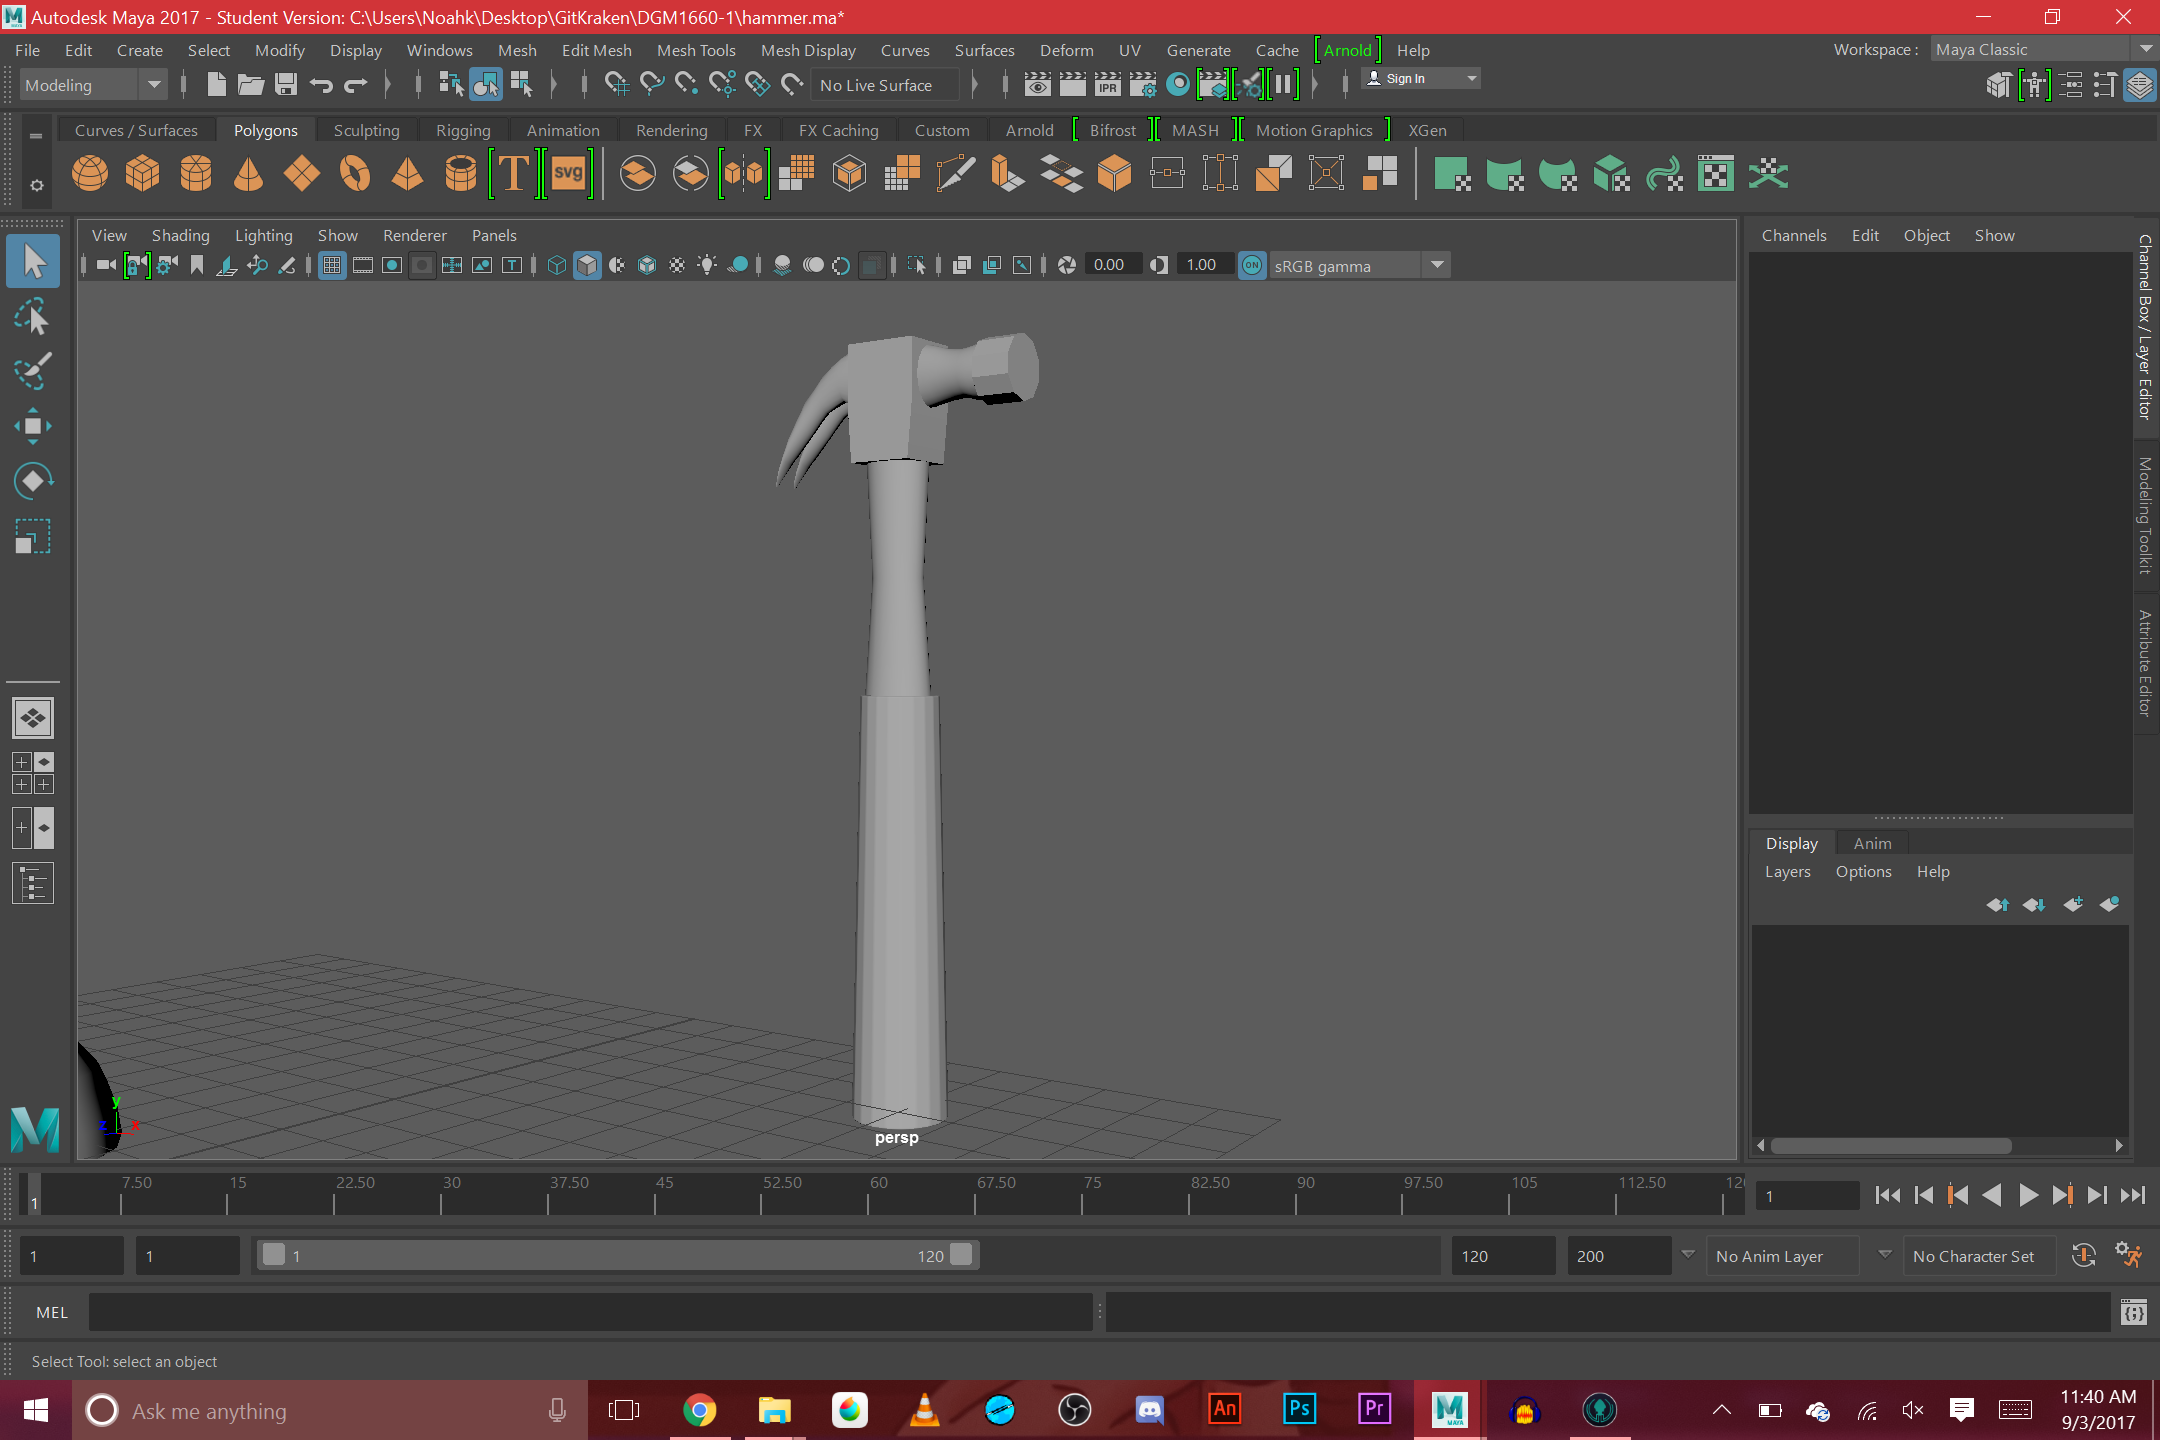 Autodesk Maya 2017 - Student Version: C:\Users\Noahk\Desktop\GitKraken\DGM1660-1\hammer.ma*
File Edit Create Select Modify Display Windows Mesh Edit Mesh Mesh Tools Mesh Display Curves Surfaces Deform UV Generate Cache Arnold Help
Workspace : Maya Classic
Modeling
No Live Surface
IPR
Sign In
Curves / Surfaces Polygons Sculpting Rigging Animation Rendering FX FX Caching Custom Arnold Bifrost MASH Motion Graphics XGen
T svg
View Shading Lighting Show Renderer Panels
0.00 1.00 ON sRGB gamma
Channels Edit Object Show
Channel Box / Layer Editor
Modeling Toolkit
Attribute Editor
persp
y
z x
Display Anim
Layers Options Help
1 7.50 15 22.50 30 37.50 45 52.50 60 67.50 75 82.50 90 97.50 105 112.50 12
1
1 1 1 120 120 200 No Anim Layer No Character Set
MEL
Select Tool: select an object
Ask me anything
An Ps Pr M MAYA
11:40 AM
9/3/2017